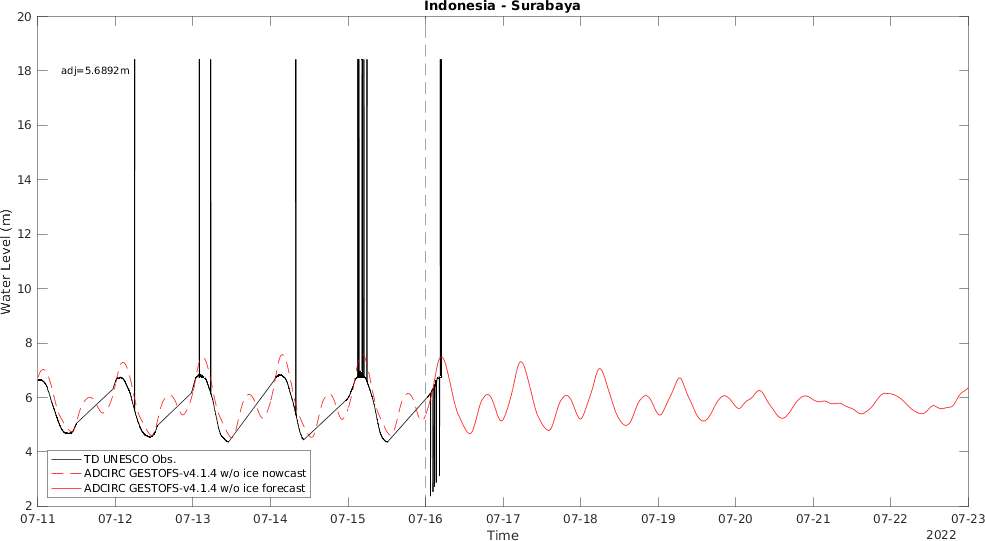 Indonesia - Surabaya
20
18
16
14
12
10
8
6
4
2
Water Level (m)
adj=5.6892m
TD UNESCO Obs.
ADCIRC GESTOFS-v4.1.4 w/o ice nowcast
ADCIRC GESTOFS-v4.1.4 w/o ice forecast
07-11 07-12 07-13 07-14 07-15 07-16 07-17 07-18 07-19 07-20 07-21 07-22 07-23
Time
2022